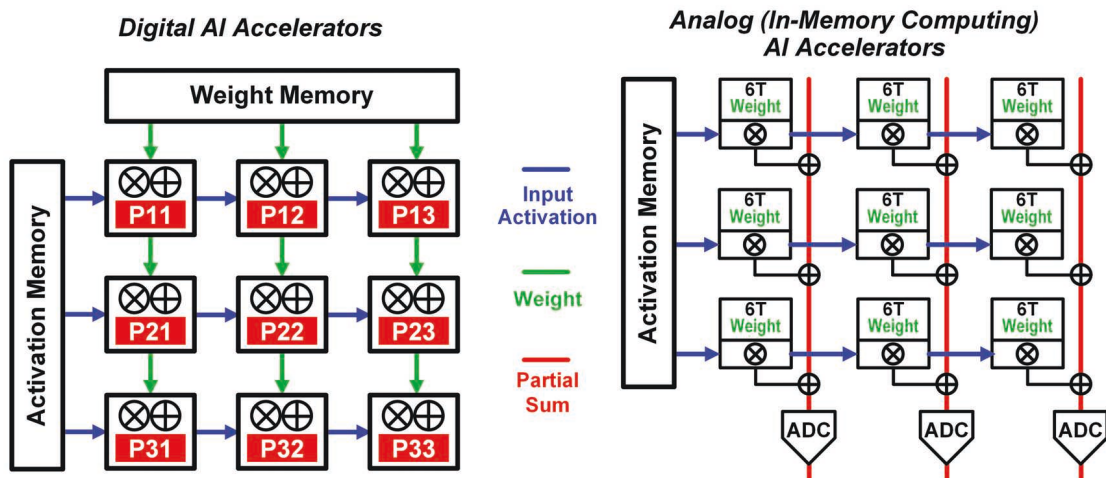 Digital AI Accelerators
Weight Memory
Activation Memory
P11
P12
P13
P21
P22
P23
P31
P32
P33
Input
Activation
Weight
Partial
Sum
Analog (In-Memory Computing)
AI Accelerators
Activation Memory
6T
Weight
6T
Weight
6T
Weight
6T
Weight
6T
Weight
6T
Weight
6T
Weight
6T
Weight
6T
Weight
ADC
ADC
ADC